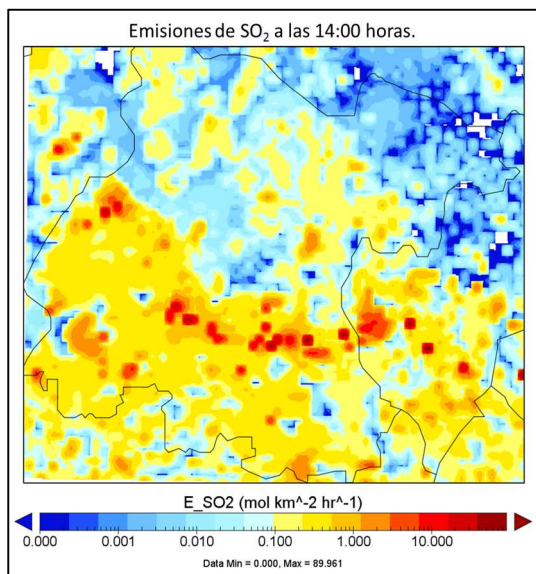 Emisiones de SO₂ a las 14:00 horas.
E_SO2 (mol km^-2 hr^-1)
0.000 0.001 0.010 0.100 1.000 10.000
Data Min = 0.000, Max = 89.961